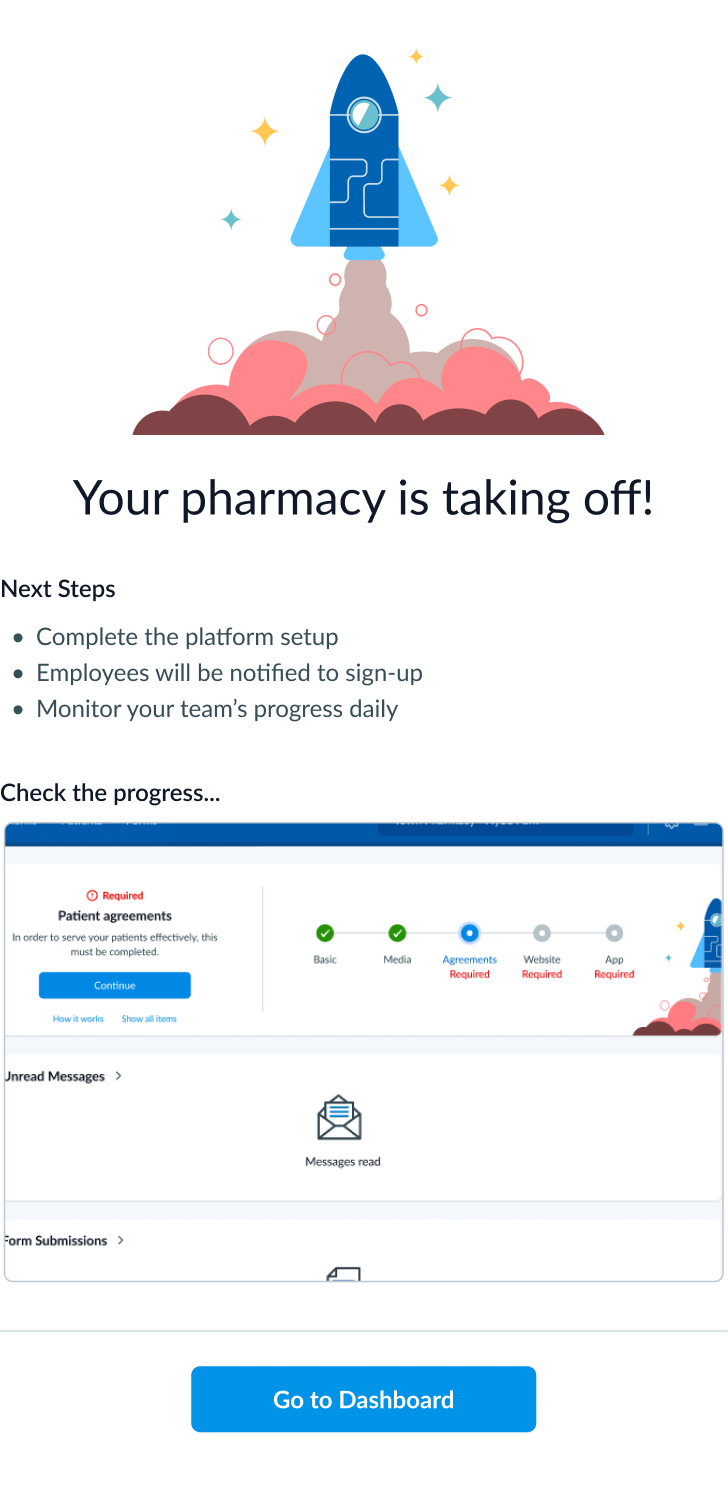 Your pharmacy is taking off!
Next Steps
• Complete the platform setup
• Employees will be notified to sign-up
• Monitor your team's progress daily
Check the progress...
Required
Patient agreements
In order to serve your patients effectively, this
must be completed.
Continue
How it works Show all items
Basic Media Agreements Website App
Required Required Required
Unread Messages
Messages read
Form Submissions
Go to Dashboard